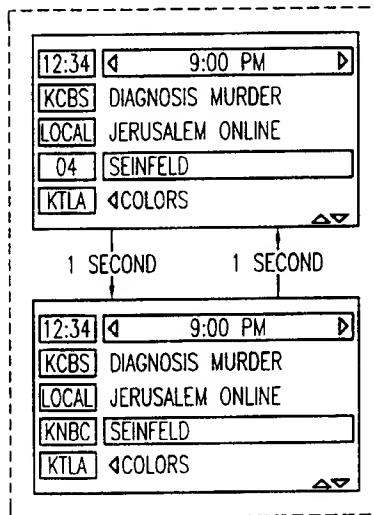 12:34 9:00 PM
KCBS DIAGNOSIS MURDER
LOCAL JERUSALEM ONLINE
04 SEINFELD
KTLA COLORS
1 SECOND 1 SECOND
12:34 9:00 PM
KCBS DIAGNOSIS MURDER
LOCAL JERUSALEM ONLINE
KNBC SEINFELD
KTLA COLORS